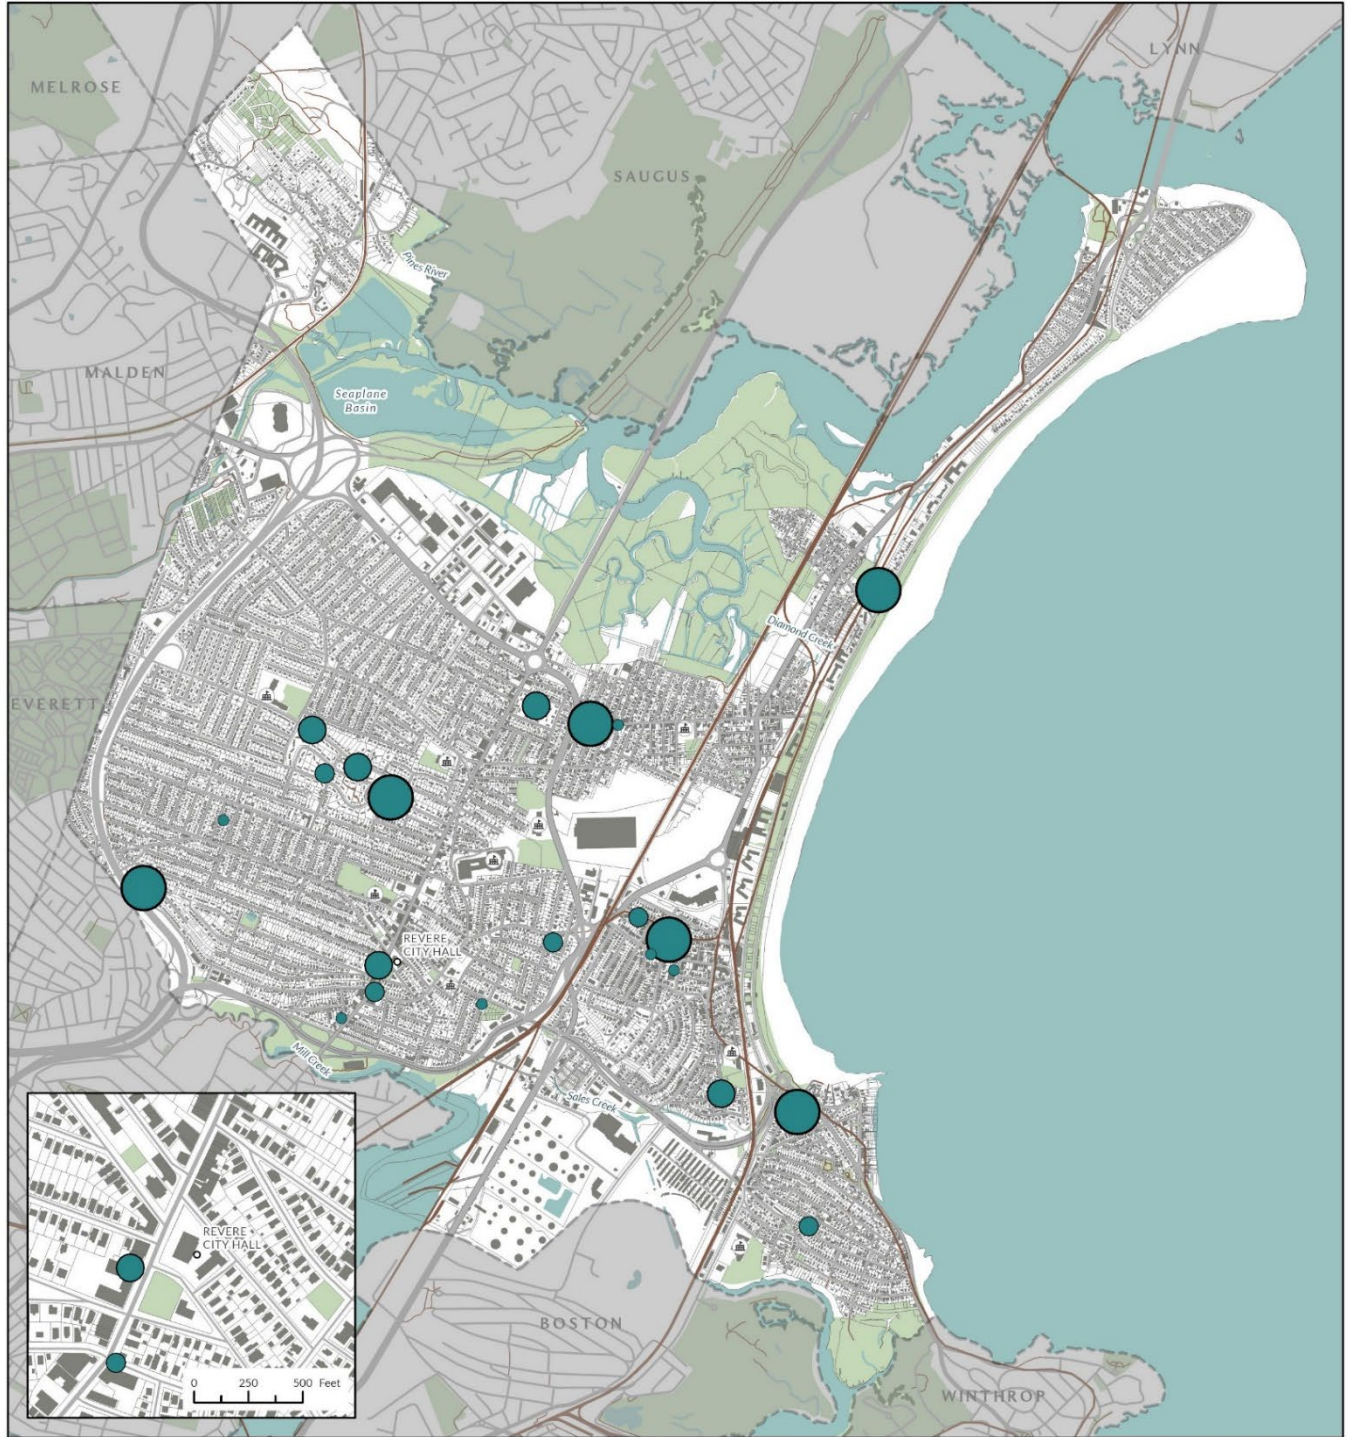 LYNN
MELROSE
SAUGUS
Pines River
MALDEN
Seaplane
Basin
Diamond Creek
EVERETT
REVERE
CITY HALL
Mill Creek
Sales Creek
REVERE
CITY HALL
BOSTON
0 250 500 Feet
WINTHROP